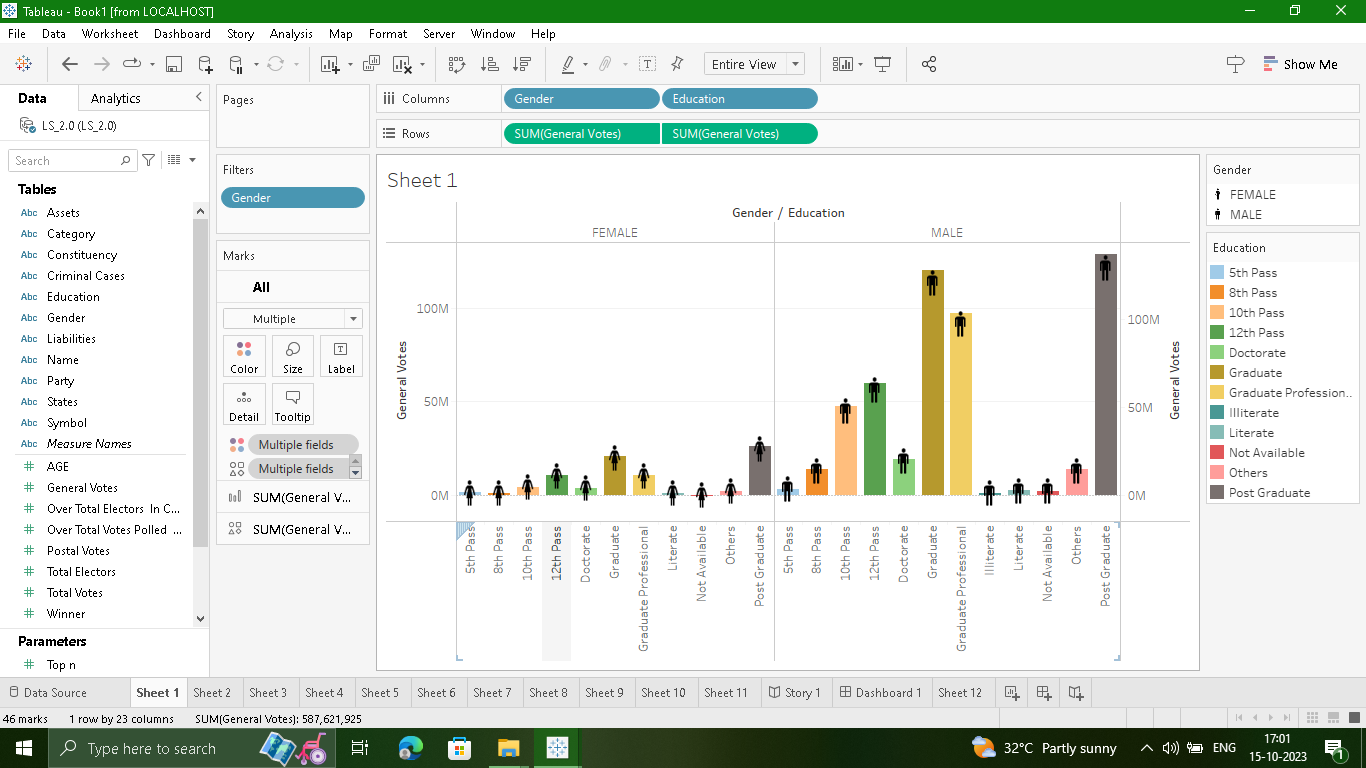 Tableau - Book1 [from LOCALHOST]
File Data Worksheet Dashboard Story Analysis Map Format Server Window Help
Entire View
Show Me
Data Analytics
LS_2.0 (LS_2.0)
Search
Tables
Abc Assets
Abc Category
Abc Constituency
Abc Criminal Cases
Abc Education
Abc Gender
Abc Liabilities
Abc Name
Abc Party
Abc States
Abc Symbol
Abc Measure Names
# AGE
# General Votes
# Over Total Electors In C...
# Over Total Votes Polled ...
# Postal Votes
# Total Electors
# Total Votes
# Winner
Parameters
# Top n
Pages
Filters
Gender
Marks
All
Multiple
Color Size Label
Detail Tooltip
Multiple fields
Multiple fields
SUM(General V...
SUM(General V...
Columns Gender Education
Rows SUM(General Votes) SUM(General Votes)
Sheet 1
Gender / Education
FEMALE MALE
General Votes
100M
50M
0M
100M
50M
0M
General Votes
5th Pass
8th Pass
10th Pass
12th Pass
Doctorate
Graduate
Graduate Professional
Literate
Not Available
Others
Post Graduate
5th Pass
8th Pass
10th Pass
12th Pass
Doctorate
Graduate
Graduate Professional
Illiterate
Literate
Not Available
Others
Post Graduate
Gender
FEMALE
MALE
Education
5th Pass
8th Pass
10th Pass
12th Pass
Doctorate
Graduate
Graduate Profession..
Illiterate
Literate
Not Available
Others
Post Graduate
Data Source Sheet 1 Sheet 2 Sheet 3 Sheet 4 Sheet 5 Sheet 6 Sheet 7 Sheet 8 Sheet 9 Sheet 10 Sheet 11 Story 1 Dashboard 1 Sheet 12
46 marks 1 row by 23 columns SUM(General Votes): 587,621,925
Type here to search
32°C Partly sunny
ENG
17:01
15-10-2023
1